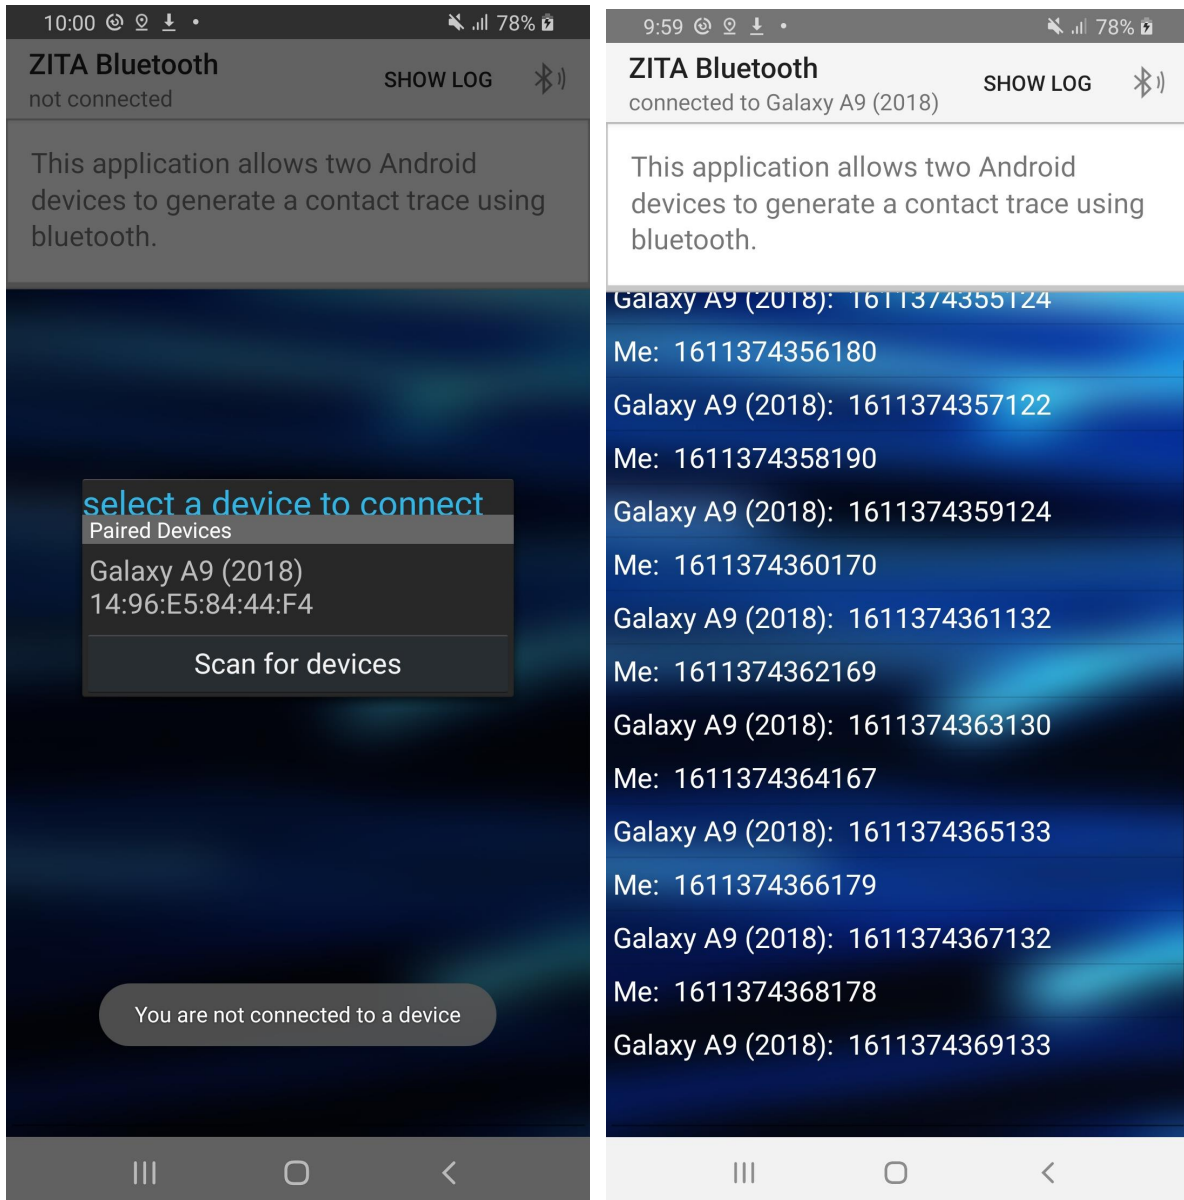 10:00 78%
ZITA Bluetooth
not connected
SHOW LOG
This application allows two Android
devices to generate a contact trace using
bluetooth.
select a device to connect
Paired Devices
Galaxy A9 (2018)
14:96:E5:84:44:F4
Scan for devices
You are not connected to a device
9:59 78%
ZITA Bluetooth
connected to Galaxy A9 (2018)
SHOW LOG
This application allows two Android
devices to generate a contact trace using
bluetooth.
Galaxy A9 (2018): 1611374355124
Me: 1611374356180
Galaxy A9 (2018): 1611374357122
Me: 1611374358190
Galaxy A9 (2018): 1611374359124
Me: 1611374360170
Galaxy A9 (2018): 1611374361132
Me: 1611374362169
Galaxy A9 (2018): 1611374363130
Me: 1611374364167
Galaxy A9 (2018): 1611374365133
Me: 1611374366179
Galaxy A9 (2018): 1611374367132
Me: 1611374368178
Galaxy A9 (2018): 1611374369133